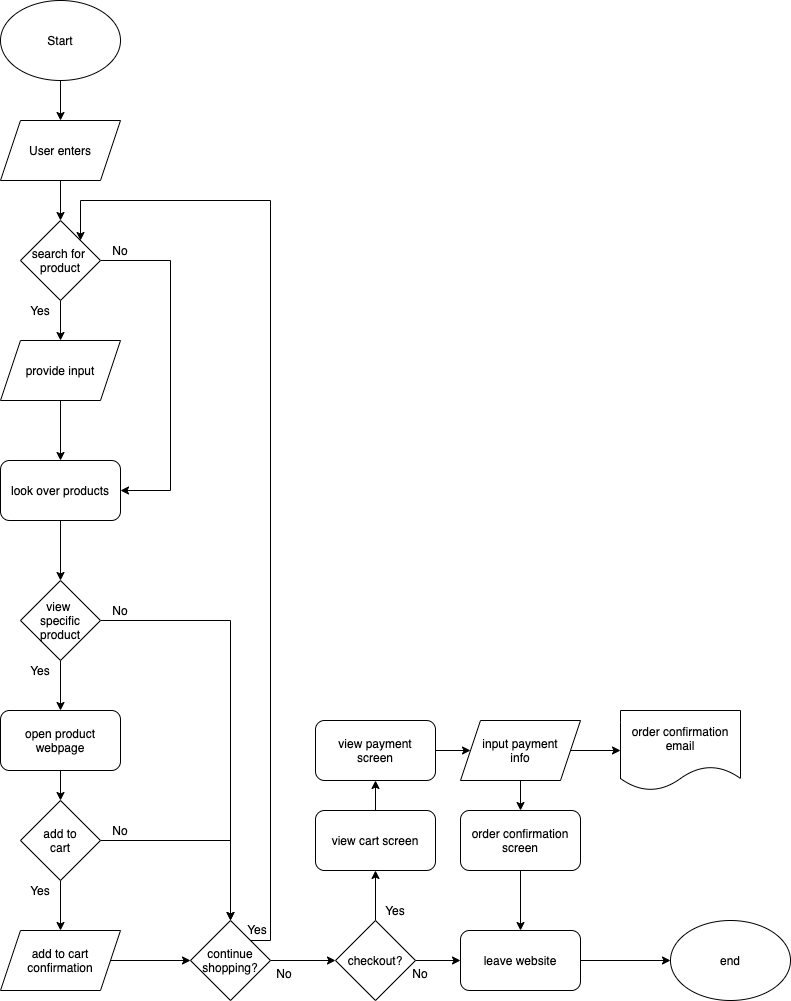 Start
User enters
search for
product
No
Yes
provide input
look over products
view
specific
product
No
Yes
open product
webpage
add to
cart
No
Yes
add to cart
confirmation
continue
shopping?
Yes
No
checkout?
Yes
No
view cart screen
view payment
screen
input payment
info
order confirmation
email
order confirmation
screen
leave website
end